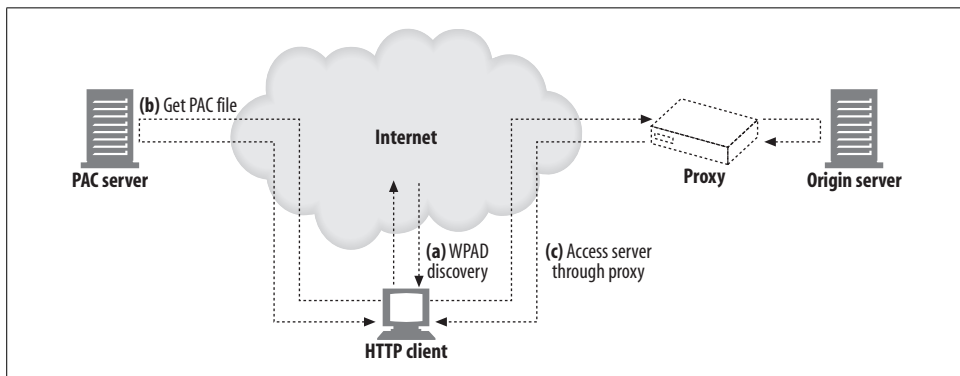 (b) Get PAC file
Internet
PAC server
Proxy
Origin server
(a) WPAD
discovery
(c) Access server
through proxy
HTTP client